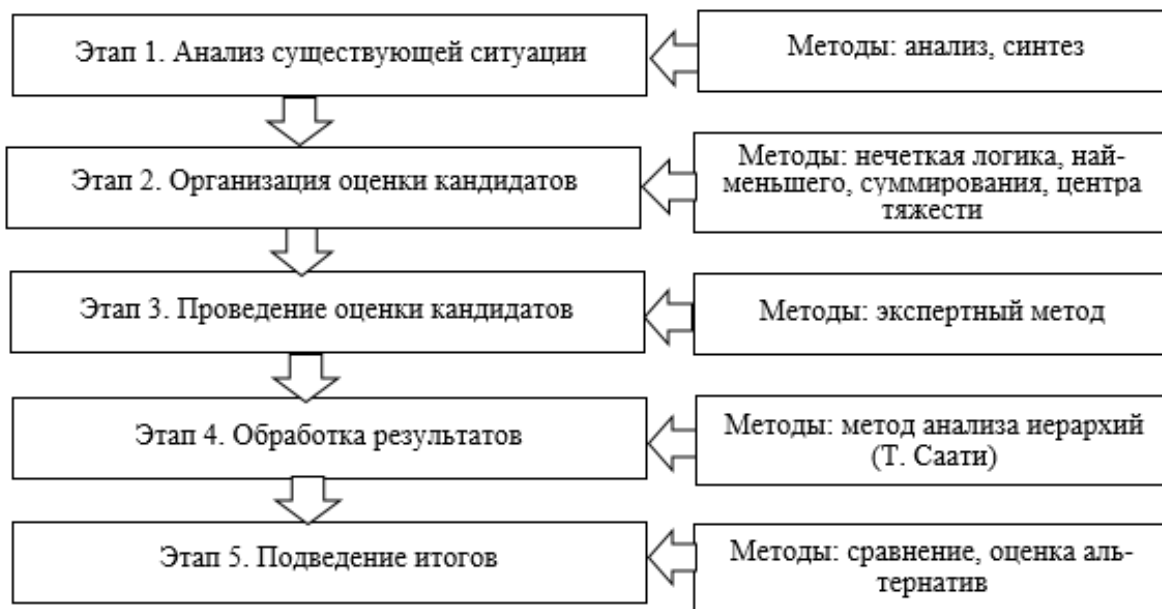 Этап 1. Анализ существующей ситуации
Методы: анализ, синтез
Этап 2. Организация оценки кандидатов
Методы: нечеткая логика, най-
меньшего, суммирования, центра
тяжести
Этап 3. Проведение оценки кандидатов
Методы: экспертный метод
Этап 4. Обработка результатов
Методы: метод анализа иерархий
(Т. Саати)
Этап 5. Подведение итогов
Методы: сравнение, оценка аль-
тернатив